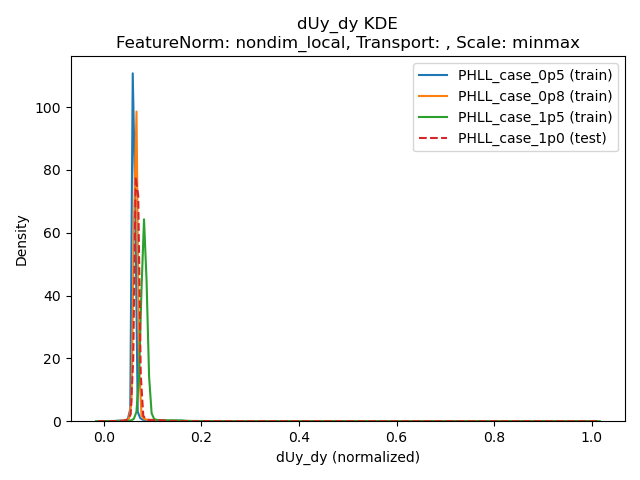 dUy_dy KDE
FeatureNorm: nondim_local, Transport: , Scale: minmax
PHLL_case_0p5 (train)
PHLL_case_0p8 (train)
PHLL_case_1p5 (train)
PHLL_case_1p0 (test)
Density
100
80
60
40
20
0
0.0 0.2 0.4 0.6 0.8 1.0
dUy_dy (normalized)